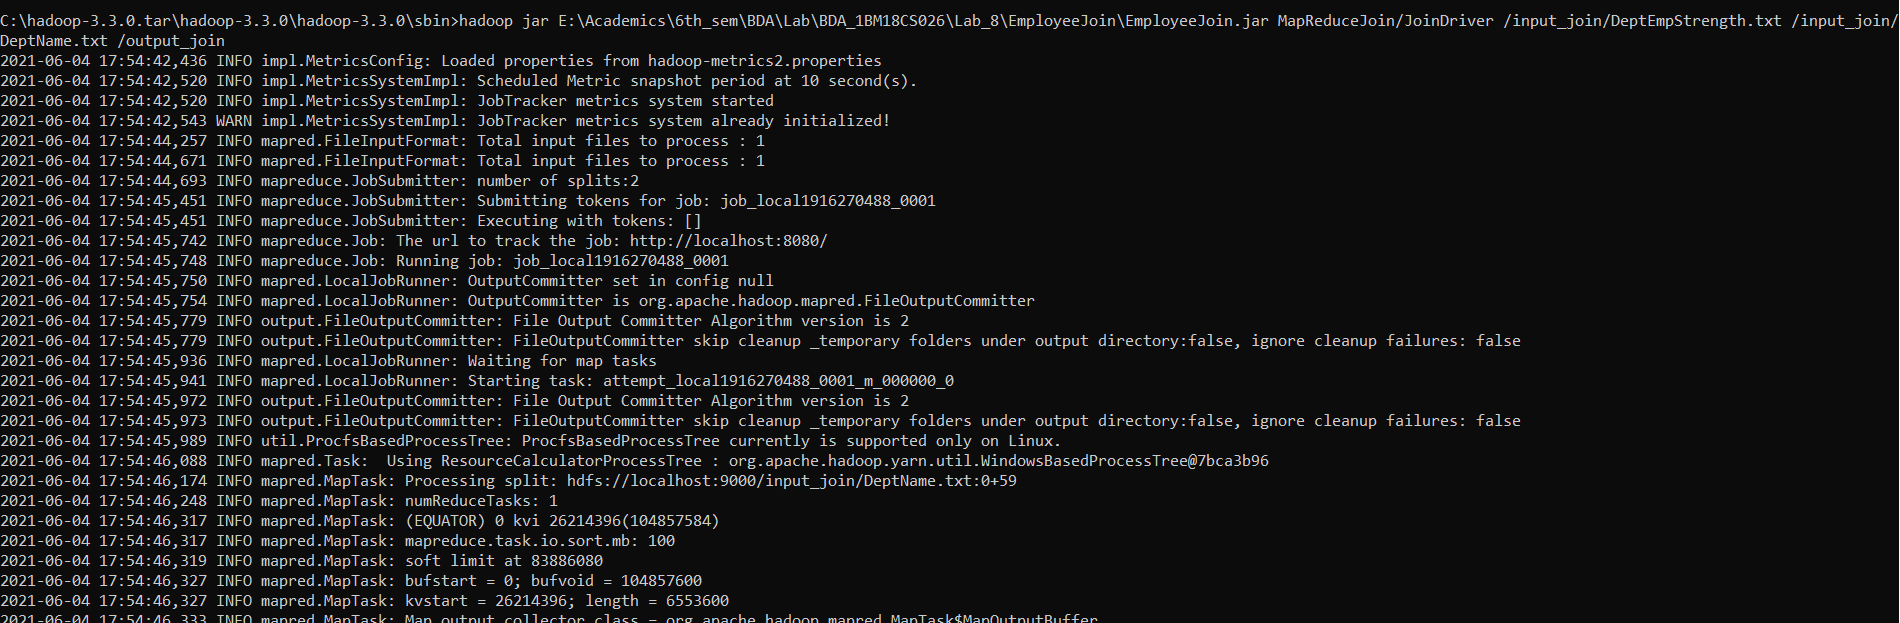 C:\hadoop-3.3.0.tar\hadoop-3.3.0\hadoop-3.3.0\sbin>hadoop jar E:\Academics\6th_sem\BDA\Lab\BDA_1BM18CS026\Lab_8\EmployeeJoin\EmployeeJoin.jar MapReduceJoin/JoinDriver /input_join/DeptEmpStrength.txt /input_join/
DeptName.txt /output_join
2021-06-04 17:54:42,436 INFO impl.MetricsConfig: Loaded properties from hadoop-metrics2.properties
2021-06-04 17:54:42,520 INFO impl.MetricsSystemImpl: Scheduled Metric snapshot period at 10 second(s).
2021-06-04 17:54:42,520 INFO impl.MetricsSystemImpl: JobTracker metrics system started
2021-06-04 17:54:42,543 WARN impl.MetricsSystemImpl: JobTracker metrics system already initialized!
2021-06-04 17:54:44,257 INFO mapred.FileInputFormat: Total input files to process : 1
2021-06-04 17:54:44,671 INFO mapred.FileInputFormat: Total input files to process : 1
2021-06-04 17:54:44,693 INFO mapreduce.JobSubmitter: number of splits:2
2021-06-04 17:54:45,451 INFO mapreduce.JobSubmitter: Submitting tokens for job: job_local1916270488_0001
2021-06-04 17:54:45,451 INFO mapreduce.JobSubmitter: Executing with tokens: []
2021-06-04 17:54:45,742 INFO mapreduce.Job: The url to track the job: http://localhost:8080/
2021-06-04 17:54:45,748 INFO mapreduce.Job: Running job: job_local1916270488_0001
2021-06-04 17:54:45,750 INFO mapred.LocalJobRunner: OutputCommitter set in config null
2021-06-04 17:54:45,754 INFO mapred.LocalJobRunner: OutputCommitter is org.apache.hadoop.mapred.FileOutputCommitter
2021-06-04 17:54:45,779 INFO output.FileOutputCommitter: File Output Committer Algorithm version is 2
2021-06-04 17:54:45,779 INFO output.FileOutputCommitter: FileOutputCommitter skip cleanup _temporary folders under output directory:false, ignore cleanup failures: false
2021-06-04 17:54:45,936 INFO mapred.LocalJobRunner: Waiting for map tasks
2021-06-04 17:54:45,941 INFO mapred.LocalJobRunner: Starting task: attempt_local1916270488_0001_m_000000_0
2021-06-04 17:54:45,972 INFO output.FileOutputCommitter: File Output Committer Algorithm version is 2
2021-06-04 17:54:45,973 INFO output.FileOutputCommitter: FileOutputCommitter skip cleanup _temporary folders under output directory:false, ignore cleanup failures: false
2021-06-04 17:54:45,989 INFO util.ProcfsBasedProcessTree: ProcfsBasedProcessTree currently is supported only on Linux.
2021-06-04 17:54:46,088 INFO mapred.Task:  Using ResourceCalculatorProcessTree : org.apache.hadoop.yarn.util.WindowsBasedProcessTree@7bca3b96
2021-06-04 17:54:46,174 INFO mapred.MapTask: Processing split: hdfs://localhost:9000/input_join/DeptName.txt:0+59
2021-06-04 17:54:46,248 INFO mapred.MapTask: numReduceTasks: 1
2021-06-04 17:54:46,317 INFO mapred.MapTask: (EQUATOR) 0 kvi 26214396(104857584)
2021-06-04 17:54:46,317 INFO mapred.MapTask: mapreduce.task.io.sort.mb: 100
2021-06-04 17:54:46,319 INFO mapred.MapTask: soft limit at 83886080
2021-06-04 17:54:46,327 INFO mapred.MapTask: bufstart = 0; bufvoid = 104857600
2021-06-04 17:54:46,327 INFO mapred.MapTask: kvstart = 26214396; length = 6553600
2021-06-04 17:54:46,333 INFO mapred.MapTask: Map output collector class = org.apache.hadoop.mapred.MapTask$MapOutputBuffer